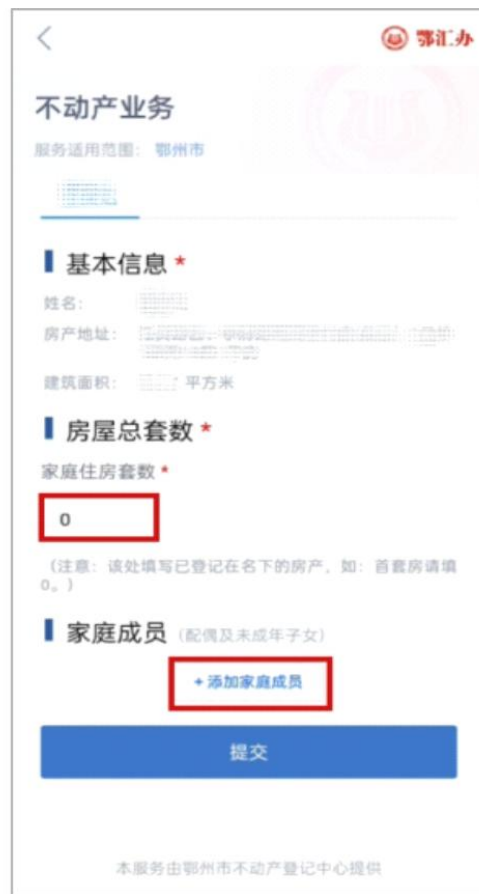 鄂汇办
不动产业务
服务适用范围： 鄂州市
基本信息 *
姓名：
房产地址：
建筑面积： 平方米
房屋总套数 *
家庭住房套数 *
0
（注意：该处填写已登记在名下的房产，如：首套房请填
0。）
家庭成员（配偶及未成年子女）
+ 添加家庭成员
提交
本服务由鄂州市不动产登记中心提供